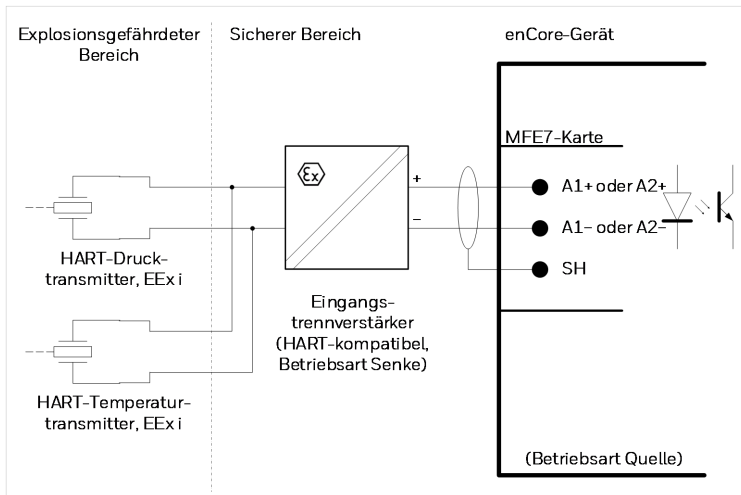 Explosionsgefährdeter
Bereich
Sicherer Bereich
enCore-Gerät
MFE7-Karte
Ex
+
−
A1+ oder A2+
A1− oder A2−
SH
HART-Druck-
transmitter, EEx i
Eingangs-
trennverstärker
(HART-kompatibel,
Betriebsart Senke)
HART-Temperatur-
transmitter, EEx i
(Betriebsart Quelle)